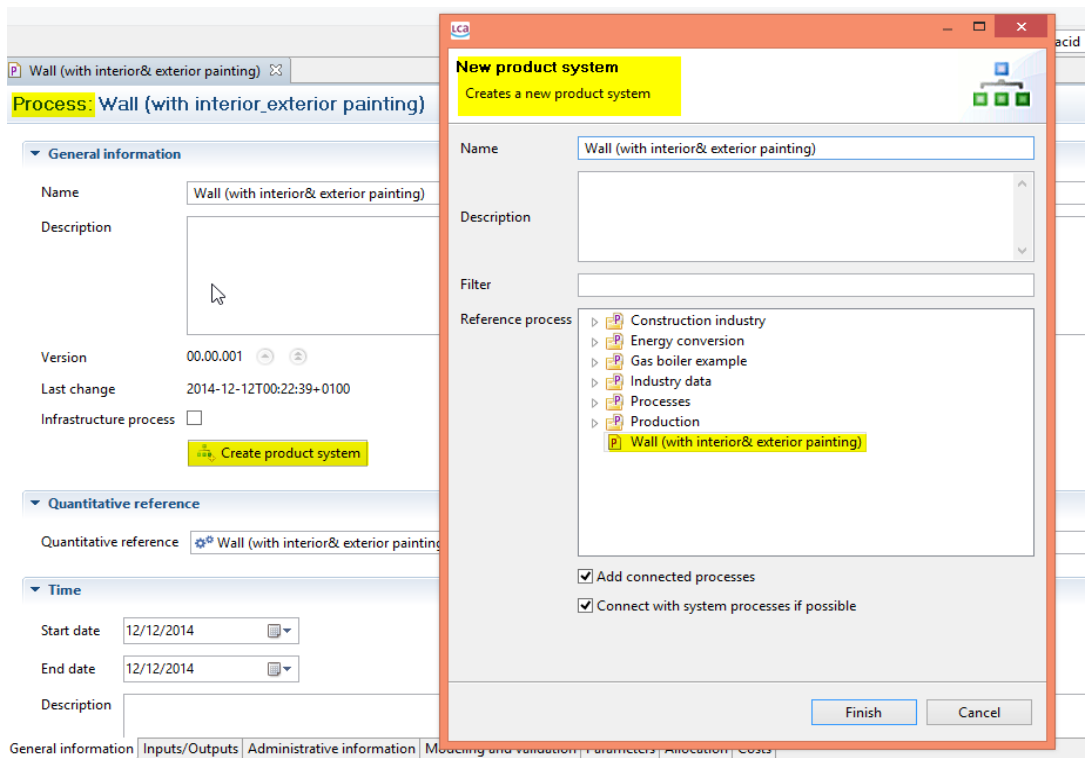 acid
P Wall (with interior& exterior painting)
Process: Wall (with interior_exterior painting)
General information
Name Wall (with interior& exterior painting)
Description
Version 00.00.001
Last change 2014-12-12T00:22:39+0100
Infrastructure process
Create product system
Quantitative reference
Quantitative reference Wall (with interior& exterior painting
Time
Start date 12/12/2014
End date 12/12/2014
Description
General information Inputs/Outputs Administrative information Modeling and validation Parameters Allocation Costs
LCa
New product system
Creates a new product system
Name Wall (with interior& exterior painting)
Description
Filter
Reference process
P Construction industry
P Energy conversion
P Gas boiler example
P Industry data
P Processes
P Production
P Wall (with interior& exterior painting)
Add connected processes
Connect with system processes if possible
Finish Cancel